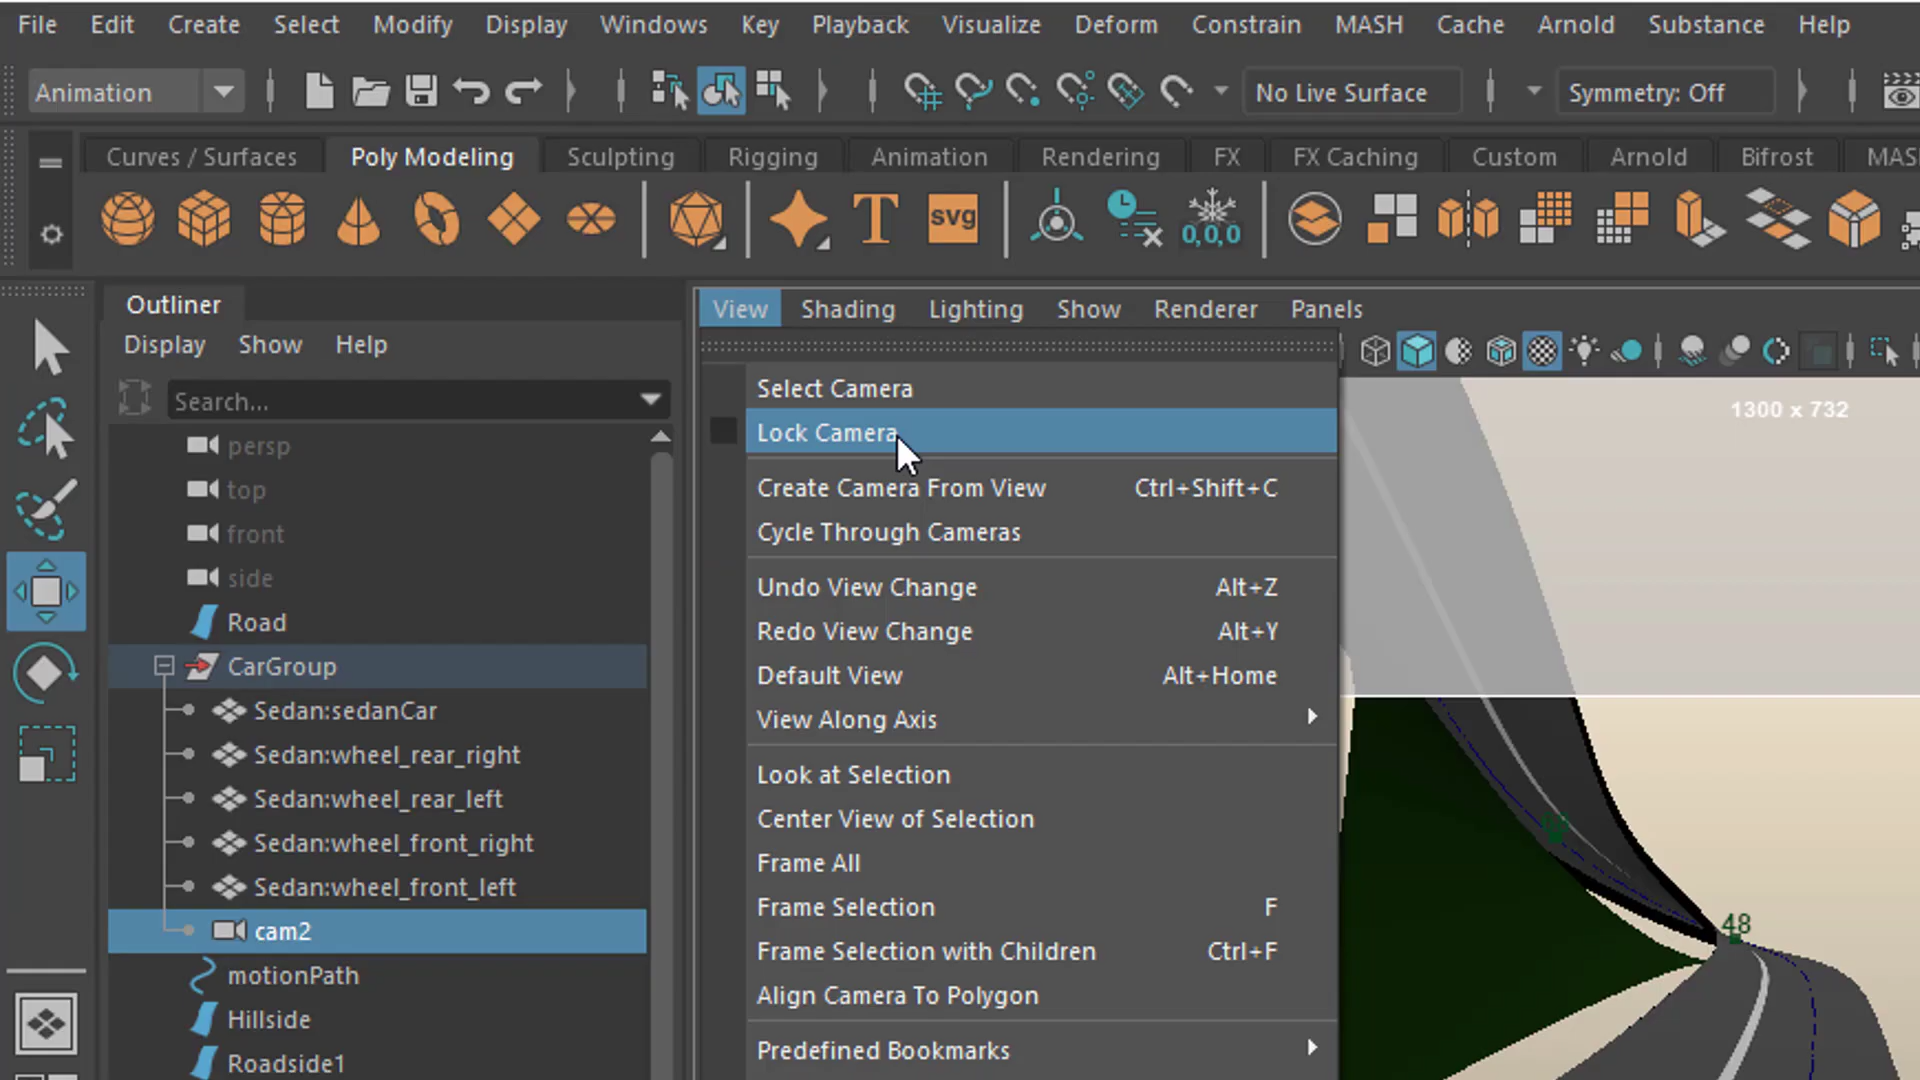 File Edit Create Select Modify Display Windows Key Playback Visualize Deform Constrain MASH Cache Arnold Substance Help
Animation No Live Surface Symmetry: Off
Curves / Surfaces Poly Modeling Sculpting Rigging Animation Rendering FX FX Caching Custom Arnold Bifrost MAS
T svg 0,0,0
Outliner
Display Show Help
Search...
persp
top
front
side
Road
CarGroup
Sedan:sedanCar
Sedan:wheel_rear_right
Sedan:wheel_rear_left
Sedan:wheel_front_right
Sedan:wheel_front_left
cam2
motionPath
Hillside
Roadside1
View Shading Lighting Show Renderer Panels
Select Camera
Lock Camera
Create Camera From View Ctrl+Shift+C
Cycle Through Cameras
Undo View Change Alt+Z
Redo View Change Alt+Y
Default View Alt+Home
View Along Axis
Look at Selection
Center View of Selection
Frame All
Frame Selection F
Frame Selection with Children Ctrl+F
Align Camera To Polygon
Predefined Bookmarks
1300 x 732
48